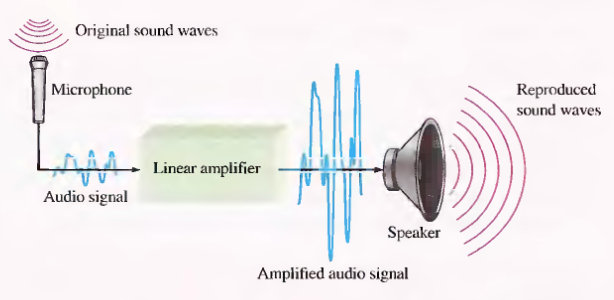 Original sound waves
Microphone
Reproduced
sound waves
Linear amplifier
Audio signal
Speaker
Amplified audio signal